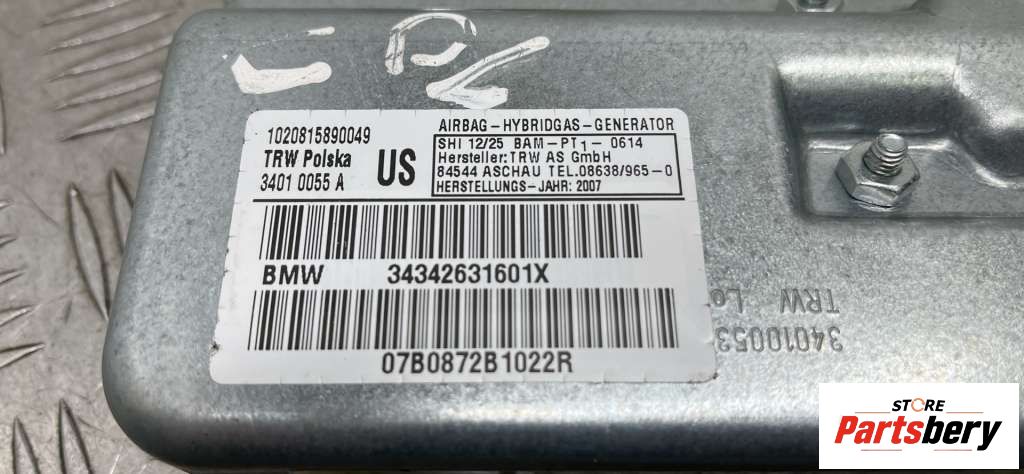 1020815890049
TRW Polska
3401 0055 A
US
AIRBAG-HYBRIDGAS-GENERATOR
SHI 12/25 BAM-PT1-0614
Hersteller: TRW AS GmbH
84544 ASCHAU TEL.08638/965-0
HERSTELLUNGS-JAHR: 2007
BMW 34342631601X
07B0872B1022R
TRW Lo
34010053
STORE
Partsbery